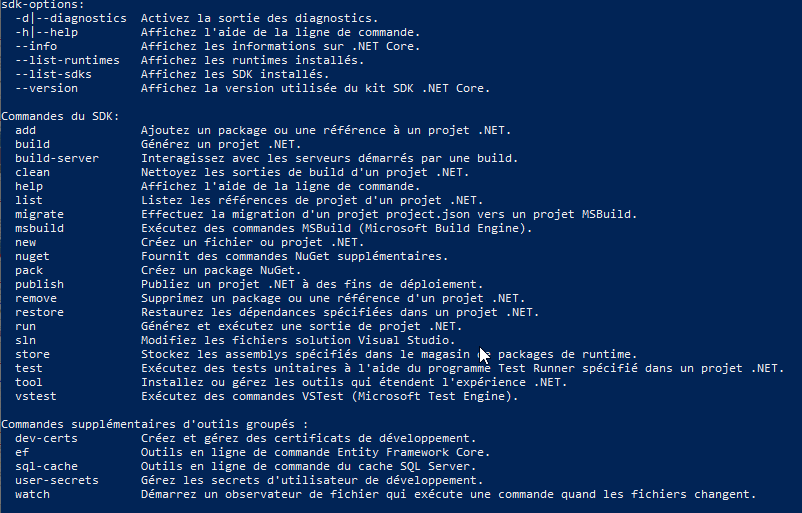 sdk-options:
-d|--diagnostics Activez la sortie des diagnostics.
-h|--help Affichez l'aide de la ligne de commande.
--info Affichez les informations sur .NET Core.
--list-runtimes Affichez les runtimes installés.
--list-sdks Affichez les SDK installés.
--version Affichez la version utilisée du kit SDK .NET Core.
Commandes du SDK:
add Ajoutez un package ou une référence à un projet .NET.
build Générez un projet .NET.
build-server Interagissez avec les serveurs démarrés par une build.
clean Nettoyez les sorties de build d'un projet .NET.
help Affichez l'aide de la ligne de commande.
list Listez les références de projet d'un projet .NET.
migrate Effectuez la migration d'un projet project.json vers un projet MSBuild.
msbuild Exécutez des commandes MSBuild (Microsoft Build Engine).
new Créez un fichier ou projet .NET.
nuget Fournit des commandes NuGet supplémentaires.
pack Créez un package NuGet.
publish Publiez un projet .NET à des fins de déploiement.
remove Supprimez un package ou une référence d'un projet .NET.
restore Restaurez les dépendances spécifiées dans un projet .NET.
run Générez et exécutez une sortie de projet .NET.
sln Modifiez les fichiers solution Visual Studio.
store Stockez les assemblys spécifiés dans le magasin de packages de runtime.
test Exécutez des tests unitaires à l'aide du programme Test Runner spécifié dans un projet .NET.
tool Installez ou gérez les outils qui étendent l'expérience .NET.
vstest Exécutez des commandes VSTest (Microsoft Test Engine).
Commandes supplémentaires d'outils groupés :
dev-certs Créez et gérez des certificats de développement.
ef Outils en ligne de commande Entity Framework Core.
sql-cache Outils en ligne de commande du cache SQL Server.
user-secrets Gérez les secrets d'utilisateur de développement.
watch Démarrez un observateur de fichier qui exécute une commande quand les fichiers changent.